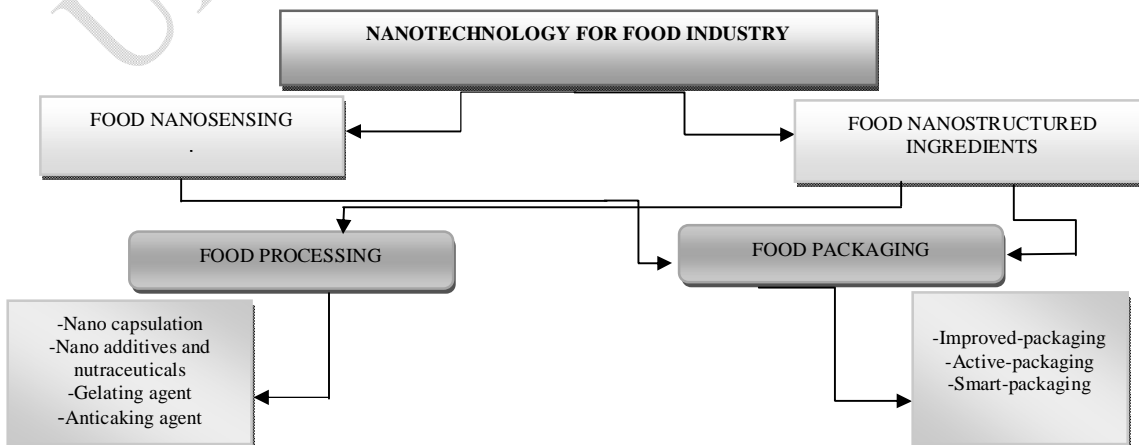 NANOTECHNOLOGY FOR FOOD INDUSTRY
FOOD NANOSENSING
.
FOOD NANOSTRUCTURED
INGREDIENTS
FOOD PROCESSING
FOOD PACKAGING
-Nano capsulation
-Nano additives and
nutraceuticals
-Gelating agent
-Anticaking agent
-Improved-packaging
-Active-packaging
-Smart-packaging